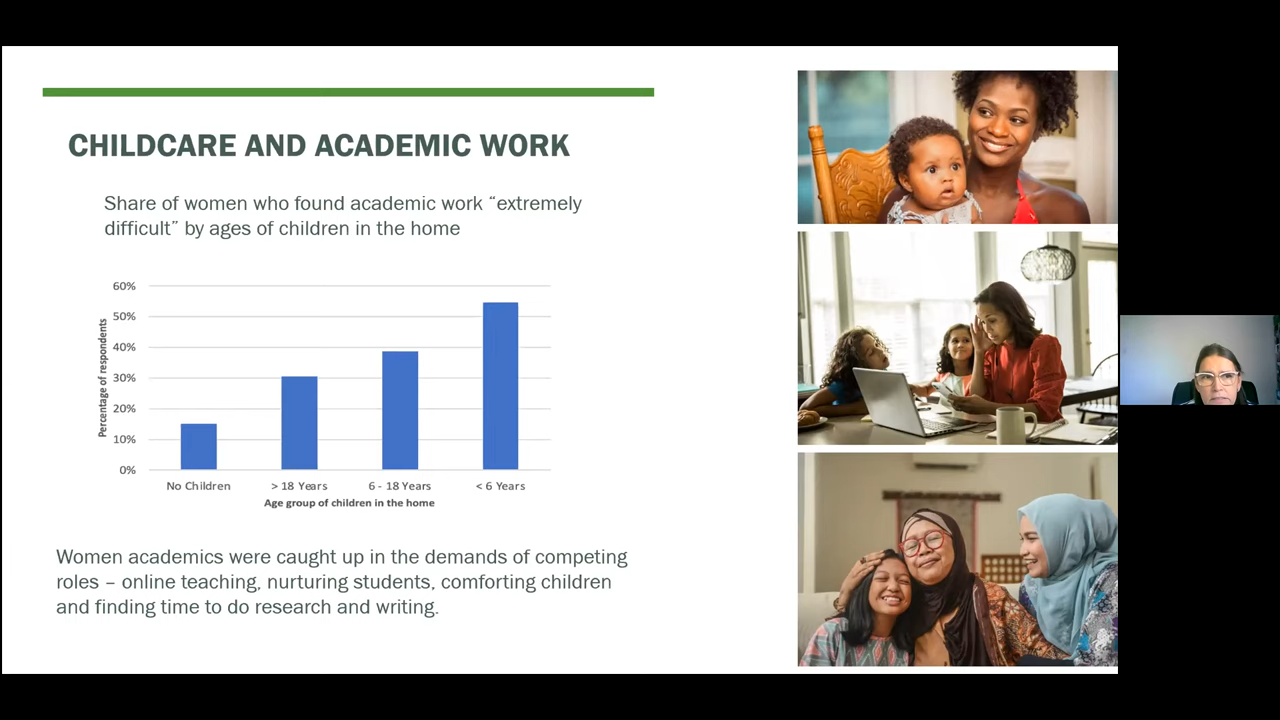 CHILDCARE AND ACADEMIC WORK
Share of women who found academic work “extremely
difficult” by ages of children in the home
60%
50%
40%
30%
20%
10%
0%
Percentage of respondents
No Children
> 18 Years
6 - 18 Years
< 6 Years
Age group of children in the home
Women academics were caught up in the demands of competing
roles – online teaching, nurturing students, comforting children
and finding time to do research and writing.